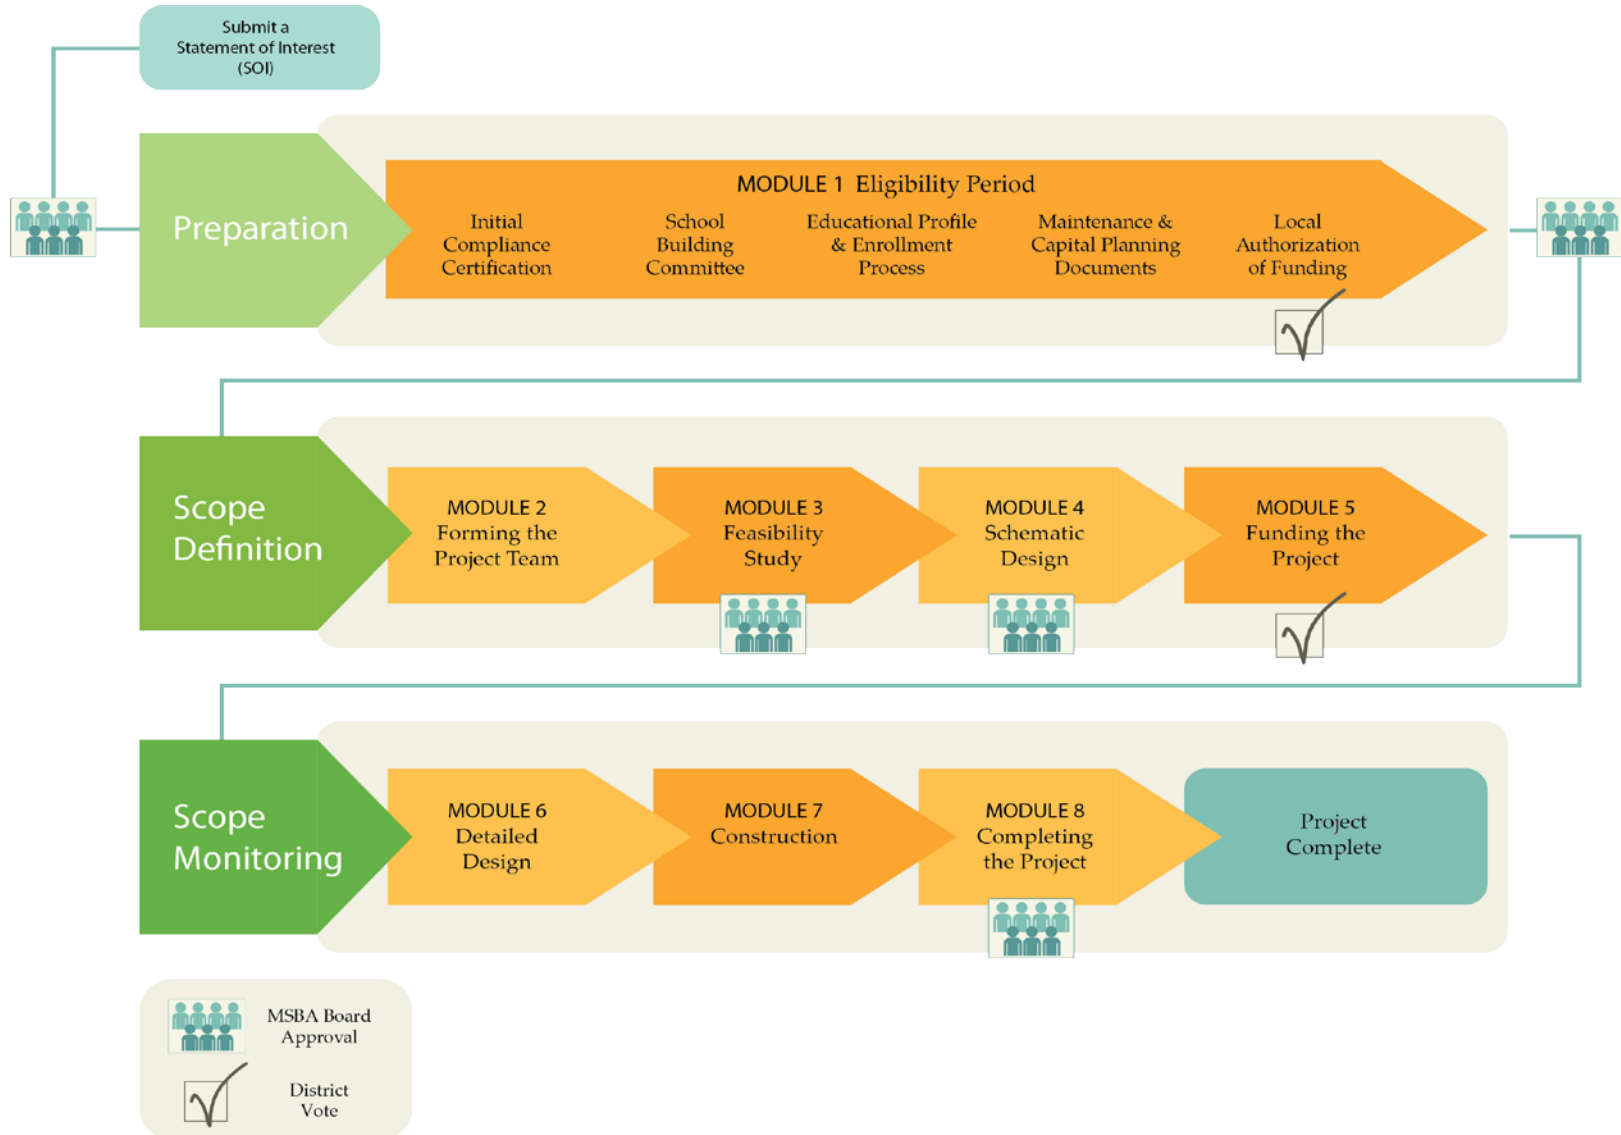 Submit a
Statement of Interest
(SOI)
Preparation
MODULE 1 Eligibility Period
Initial
Compliance
Certification
School
Building
Committee
Educational Profile
& Enrollment
Process
Maintenance &
Capital Planning
Documents
Local
Authorization
of Funding
Scope
Definition
MODULE 2
Forming the
Project Team
MODULE 3
Feasibility
Study
MODULE 4
Schematic
Design
MODULE 5
Funding the
Project
Scope
Monitoring
MODULE 6
Detailed
Design
MODULE 7
Construction
MODULE 8
Completing
the Project
Project
Complete
MSBA Board
Approval
District
Vote